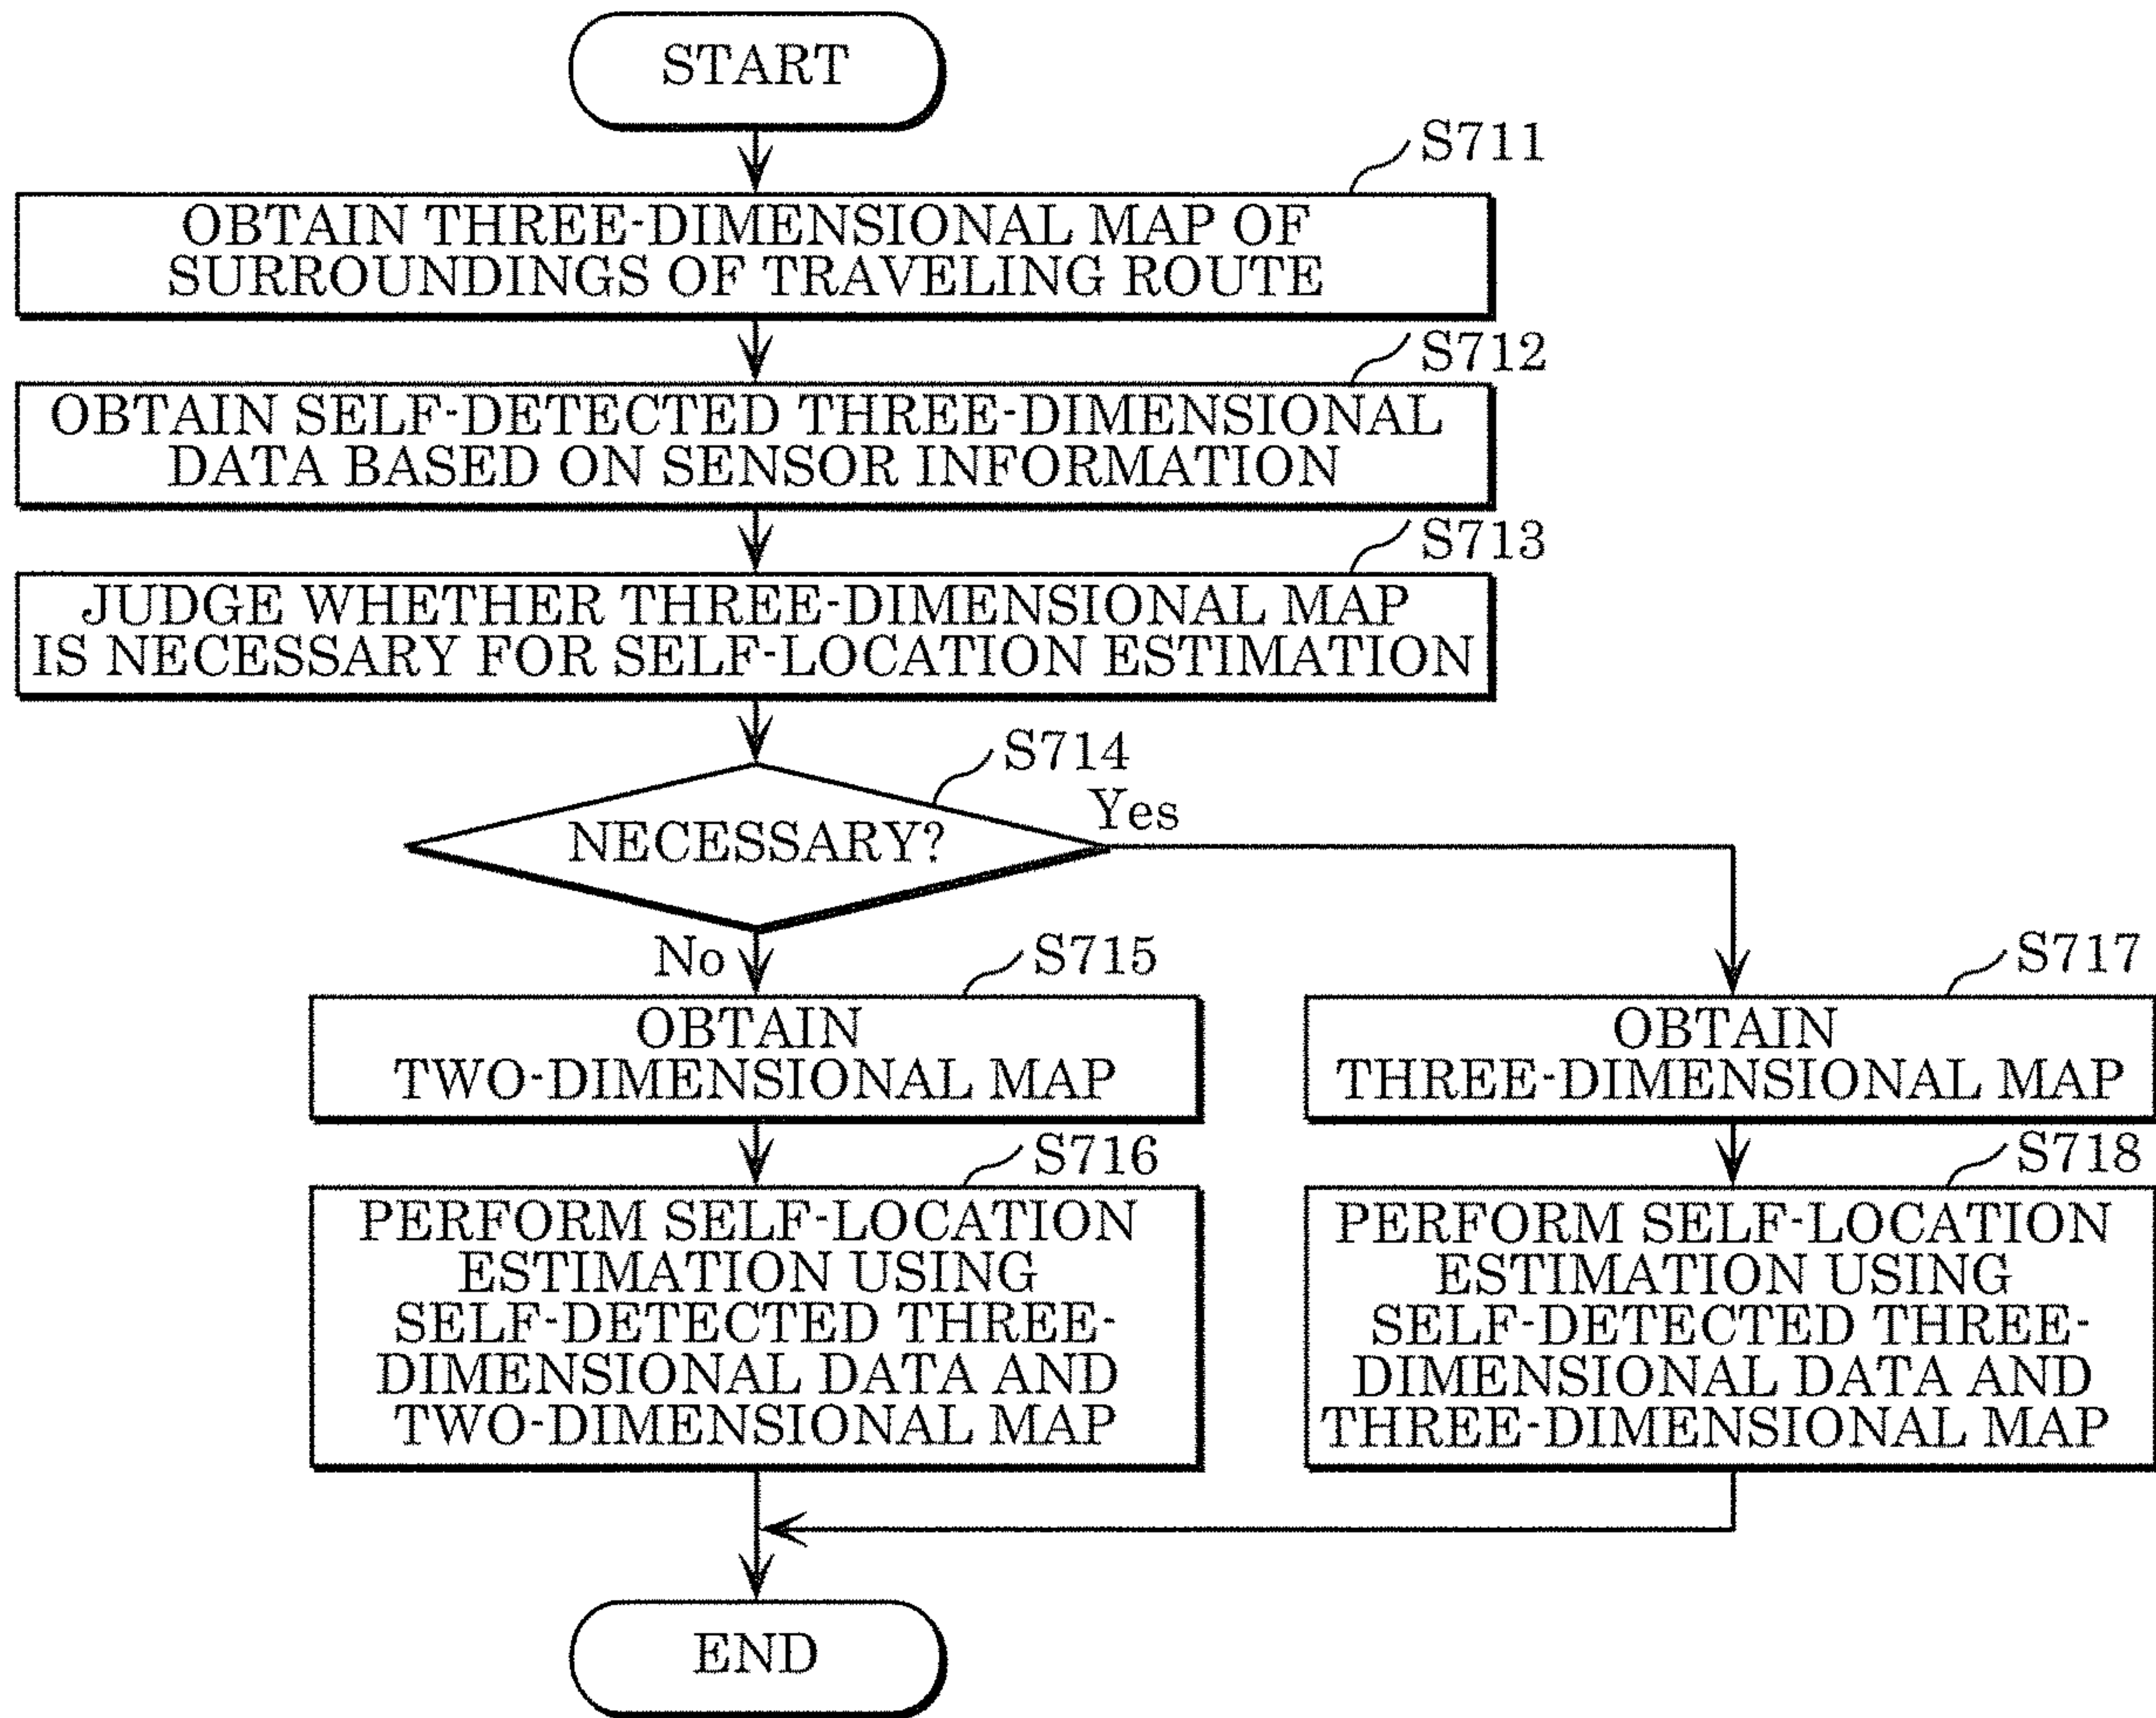 START
S711
OBTAIN THREE-DIMENSIONAL MAP OF
SURROUNDINGS OF TRAVELING ROUTE
S712
OBTAIN SELF-DETECTED THREE-DIMENSIONAL
DATA BASED ON SENSOR INFORMATION
S713
JUDGE WHETHER THREE-DIMENSIONAL MAP
IS NECESSARY FOR SELF-LOCATION ESTIMATION
S714
NECESSARY?
Yes
No
S715
OBTAIN
TWO-DIMENSIONAL MAP
S716
PERFORM SELF-LOCATION
ESTIMATION USING
SELF-DETECTED THREE-
DIMENSIONAL DATA AND
TWO-DIMENSIONAL MAP
S717
OBTAIN
THREE-DIMENSIONAL MAP
S718
PERFORM SELF-LOCATION
ESTIMATION USING
SELF-DETECTED THREE-
DIMENSIONAL DATA AND
THREE-DIMENSIONAL MAP
END